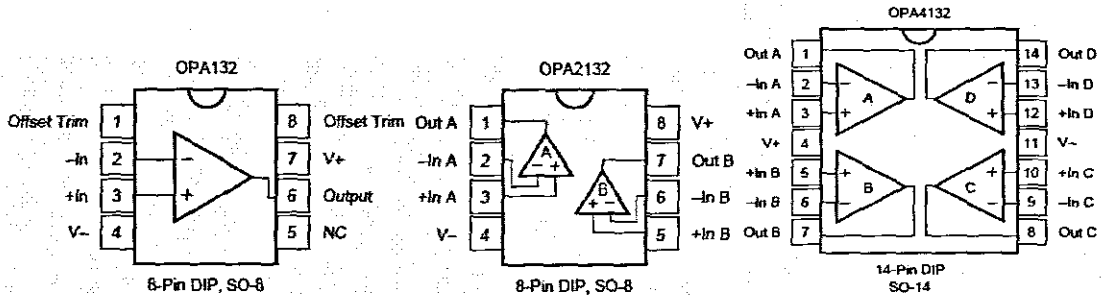 OPA132
Offset Trim 1
–In 2
+In 3
V– 4
8 Offset Trim
7 V+
6 Output
5 NC
–
+
8-Pin DIP, SO-8
OPA2132
Out A 1
–In A 2
+In A 3
V– 4
8 V+
7 Out B
6 –In B
5 +In B
A
– +
B
+ –
8-Pin DIP, SO-8
OPA4132
Out A 1
–In A 2
+In A 3
V+ 4
+In B 5
–In B 6
Out B 7
14 Out D
13 –In D
12 +In D
11 V–
10 +In C
9 –In C
8 Out C
– A +
– D +
+ B –
+ C –
14-Pin DIP
SO-14